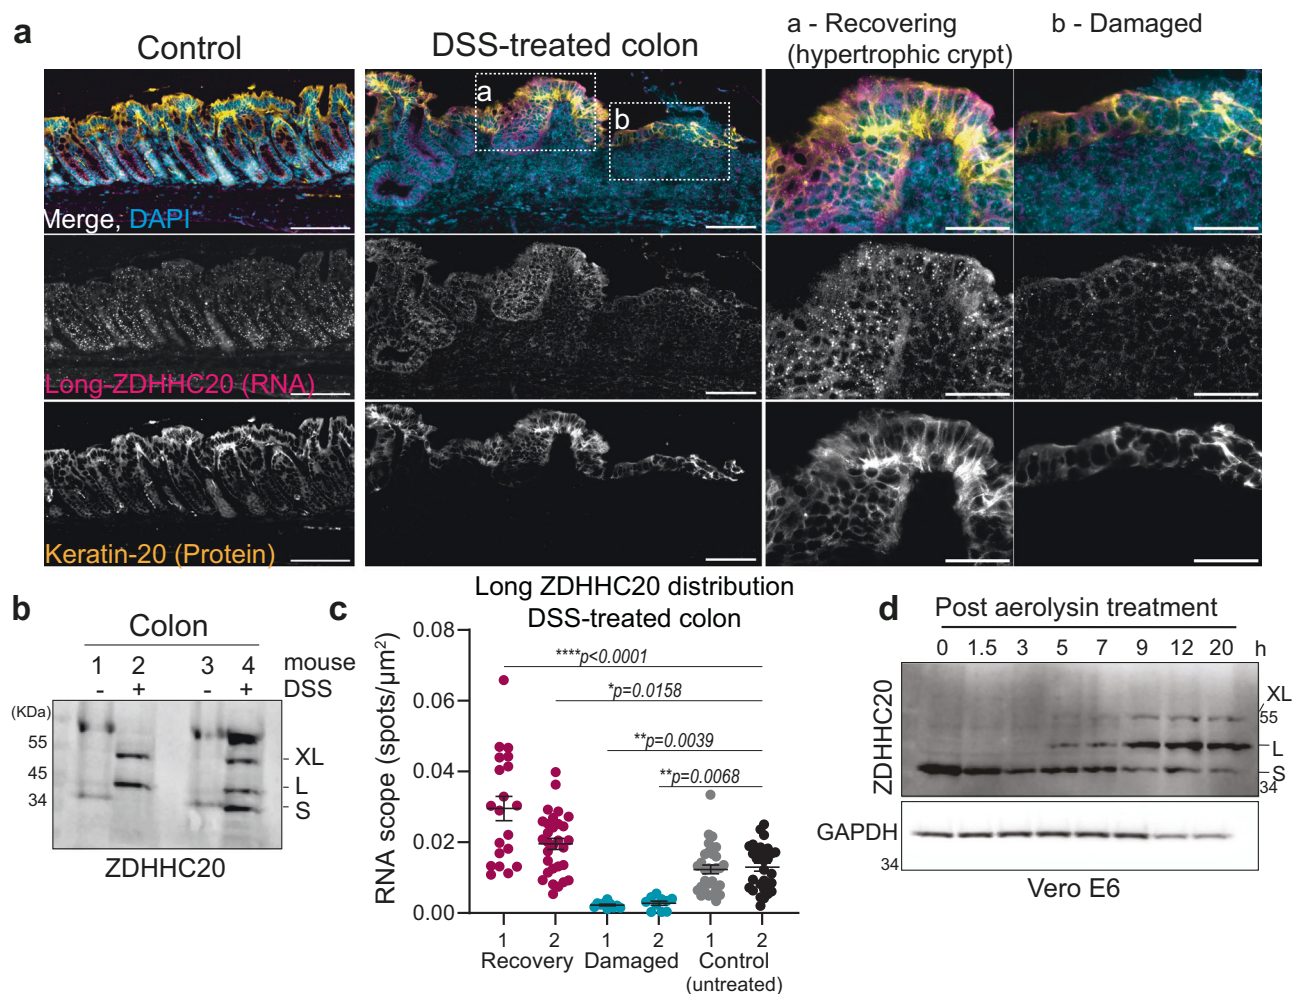 a
Control
DSS-treated colon
a - Recovering
(hypertrophic crypt)
b - Damaged
a
b
Merge, DAPI
Long-ZDHHC20 (RNA)
Keratin-20 (Protein)
b
Colon
1 2 3 4 mouse
- + - + DSS
(KDa)
55
45
34
XL
L
S
ZDHHC20
c
Long ZDHHC20 distribution
DSS-treated colon
RNA scope (spots/µm²)
0.08
0.06
0.04
0.02
0.00
****p<0.0001
*p=0.0158
**p=0.0039
**p=0.0068
1 2 1 2 1 2
Recovery Damaged Control
(untreated)
d
Post aerolysin treatment
0 1.5 3 5 7 9 12 20 h
ZDHHC20
XL
55
L
S
34
GAPDH
34
Vero E6